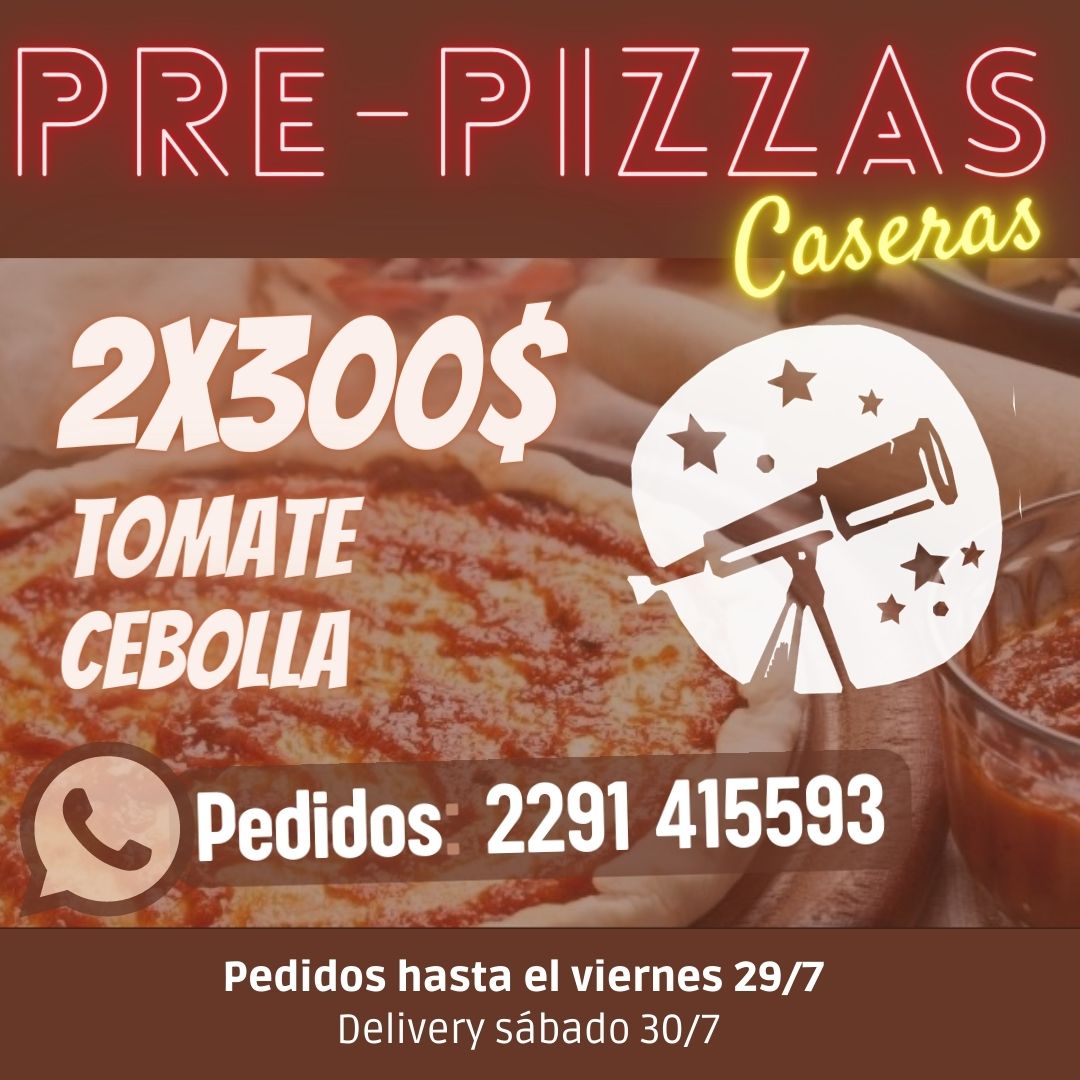 PRE-PIZZAS
Caseras
2X300$
TOMATE
CEBOLLA
Pedidos: 2291 415593
Pedidos hasta el viernes 29/7
Delivery sábado 30/7